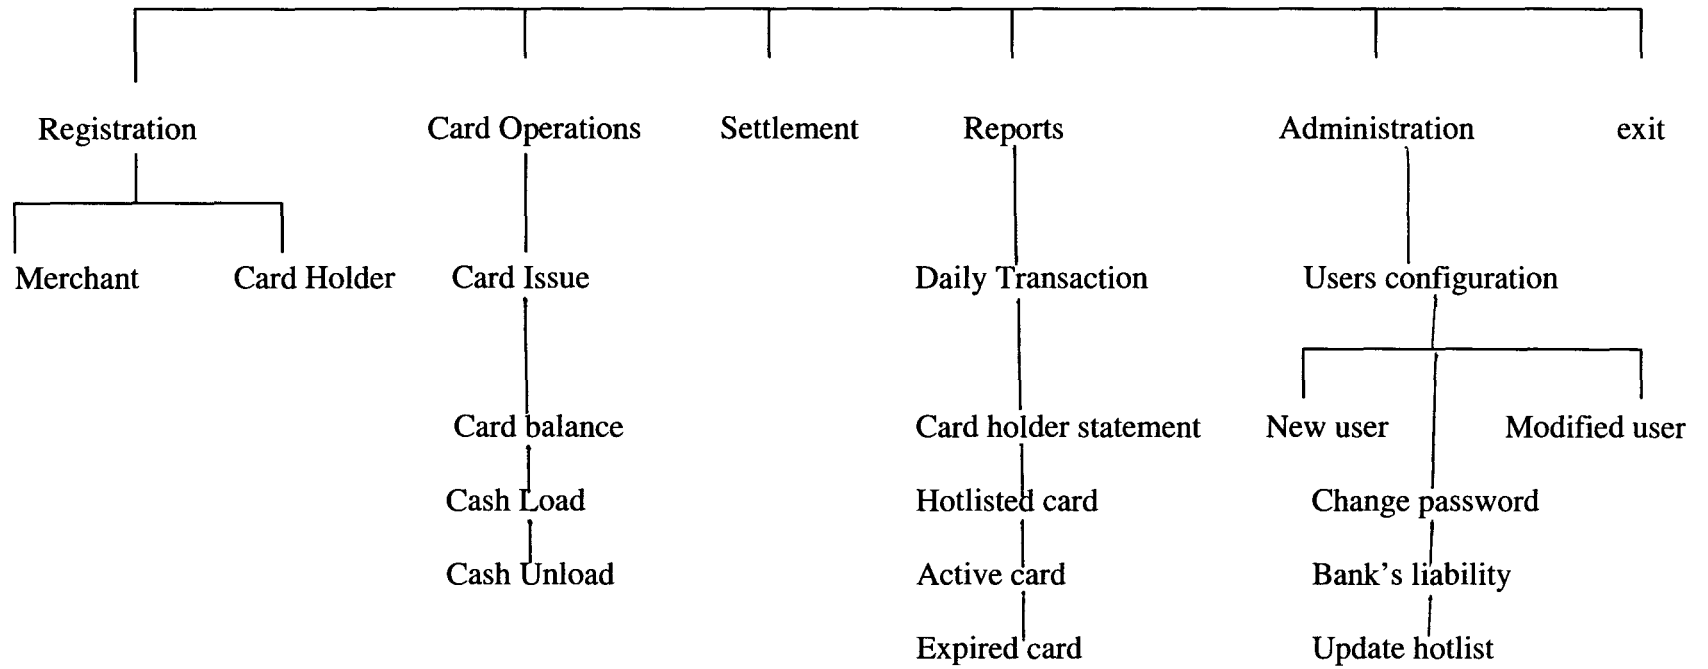 Registration Card Operations Settlement Reports Administration exit
Merchant Card Holder Card Issue Daily Transaction Users configuration
Card balance Card holder statement New user Modified user
Cash Load Hotlisted card Change password
Cash Unload Active card Bank's liability
Expired card Update hotlist